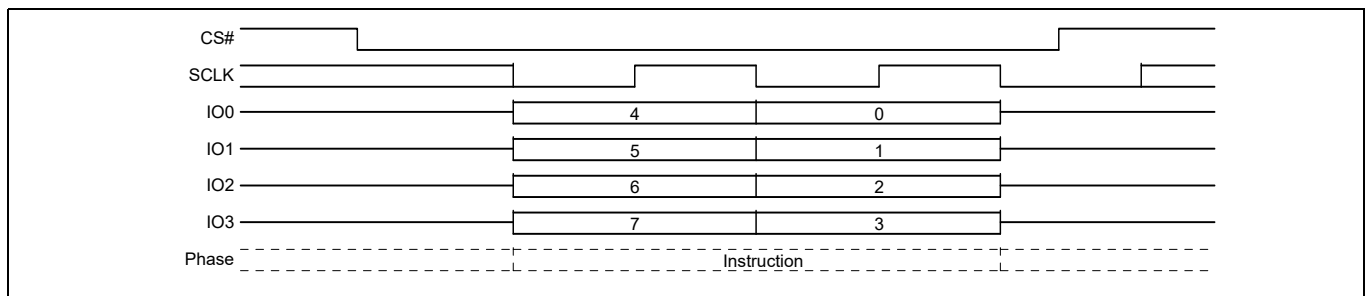 CS#
SCLK
IO0 4 0
IO1 5 1
IO2 6 2
IO3 7 3
Phase Instruction